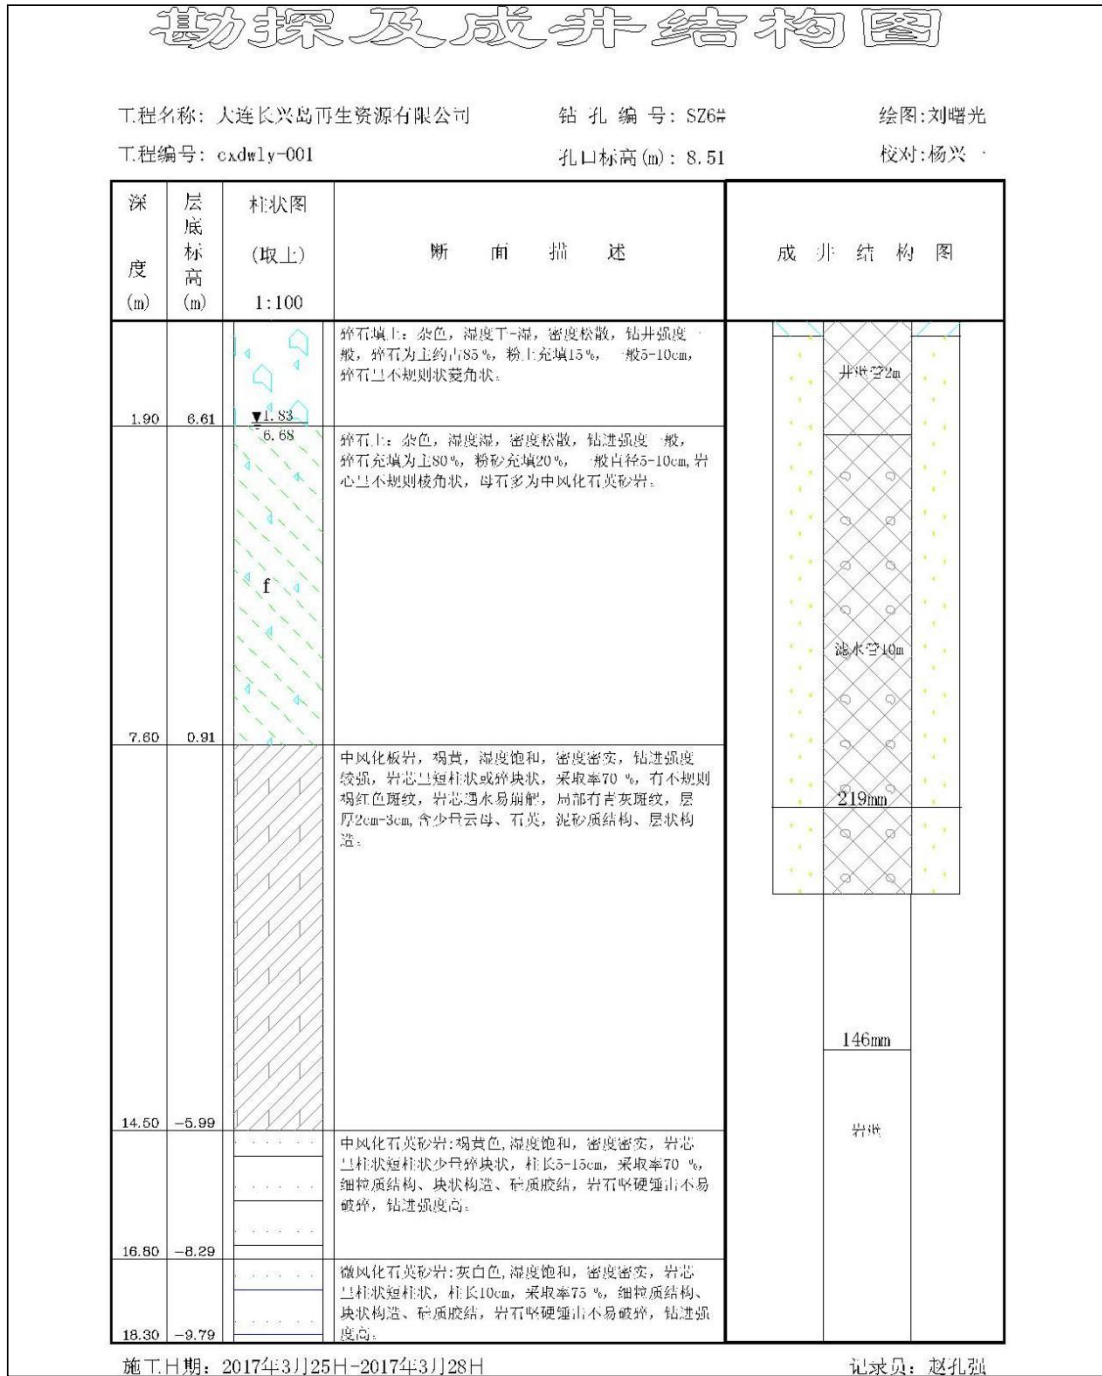 勘探及成井结构图
工程名称: 大连长兴岛再生资源有限公司 钻 孔 编 号: SZ6# 绘图:刘曙光
工程编号: cxdwly-001 孔口标高(m): 8.51 校对:杨兴一
深度(m) 层底标高(m) 柱状图(取土)1:100 断 面 描 述 成 井 结 构 图
碎石填土: 杂色, 湿度干-湿, 密度松散, 钻井强度一
般, 碎石为主约占85%, 粉土充填15%, 一般5-10cm,
碎石呈不规则状菱角状。
井壁管2m
1.90 6.61 1.83
6.68
碎石土: 杂色, 湿度湿, 密度松散, 钻进强度一般,
碎石充填为主80%, 粉砂充填20%, 一般直径5-10cm,岩
心呈不规则棱角状, 母石多为中风化石英砂岩。
f
滤水管10m
7.60 0.91
中风化板岩, 褐黄, 湿度饱和, 密度密实, 钻进强度
较强, 岩芯呈短柱状或碎块状, 采取率70 %, 有不规则
褐红色斑纹, 岩芯遇水易崩解, 局部有青灰斑纹, 层
厚2cm-3cm,含少量云母、石英, 泥砂质结构、层状构
造。
219mm
146mm
14.50 -5.99
岩壁
中风化石英砂岩:褐黄色,湿度饱和, 密度密实, 岩芯
呈柱状短柱状少量碎块状, 柱长5-15cm, 采取率70 %,
细粒质结构、块状构造、硅质胶结, 岩石坚硬锤击不易
破碎, 钻进强度高。
16.80 -8.29
微风化石英砂岩:灰白色,湿度饱和, 密度密实, 岩芯
呈柱状短柱状, 柱长10cm, 采取率75 %, 细粒质结构、
块状构造、硅质胶结, 岩石坚硬锤击不易破碎, 钻进强
度高。
18.30 -9.79
施工日期: 2017年3月25日-2017年3月28日 记录员: 赵孔强